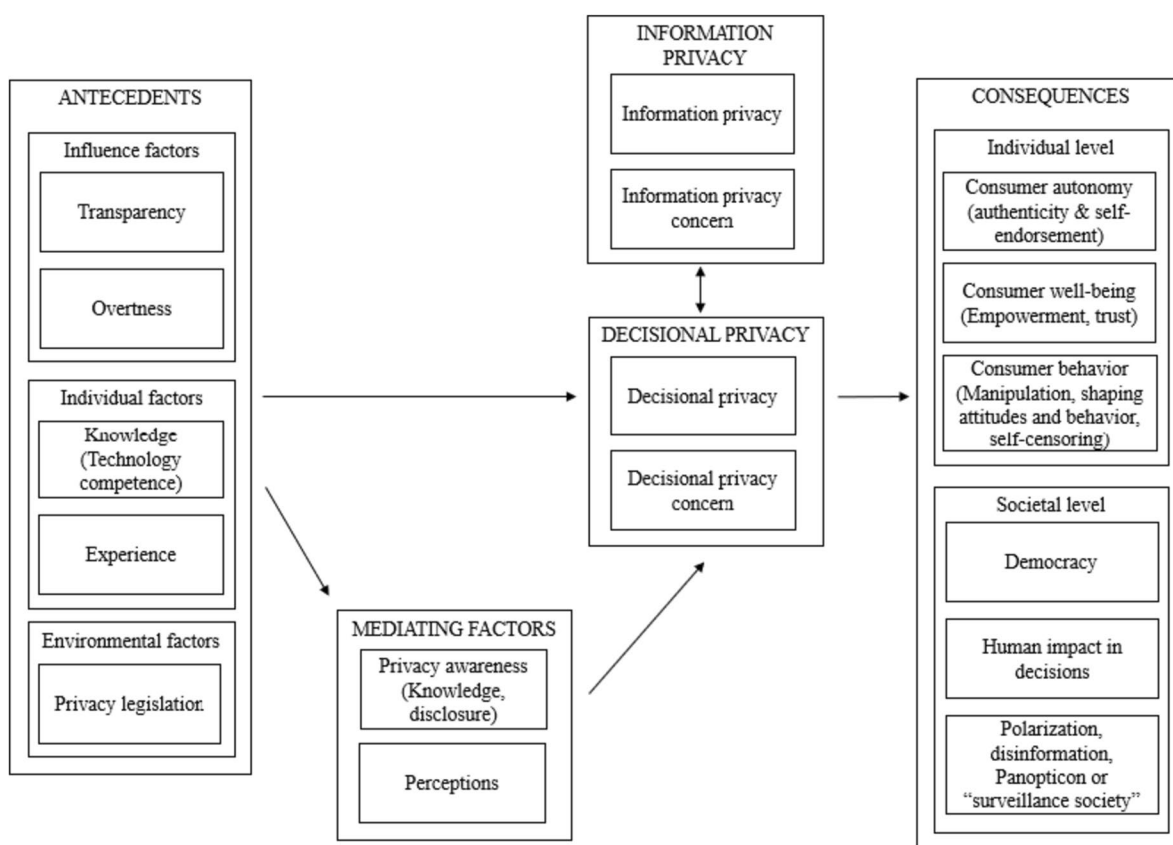 ANTECEDENTS
Influence factors
Transparency
Overtness
Individual factors
Knowledge
(Technology
competence)
Experience
Environmental factors
Privacy legislation
MEDIATING FACTORS
Privacy awareness
(Knowledge,
disclosure)
Perceptions
INFORMATION
PRIVACY
Information privacy
Information privacy
concern
DECISIONAL PRIVACY
Decisional privacy
Decisional privacy
concern
CONSEQUENCES
Individual level
Consumer autonomy
(authenticity & self-
endorsement)
Consumer well-being
(Empowerment, trust)
Consumer behavior
(Manipulation, shaping
attitudes and behavior,
self-censoring)
Societal level
Democracy
Human impact in
decisions
Polarization,
disinformation,
Panopticon or
“surveillance society”